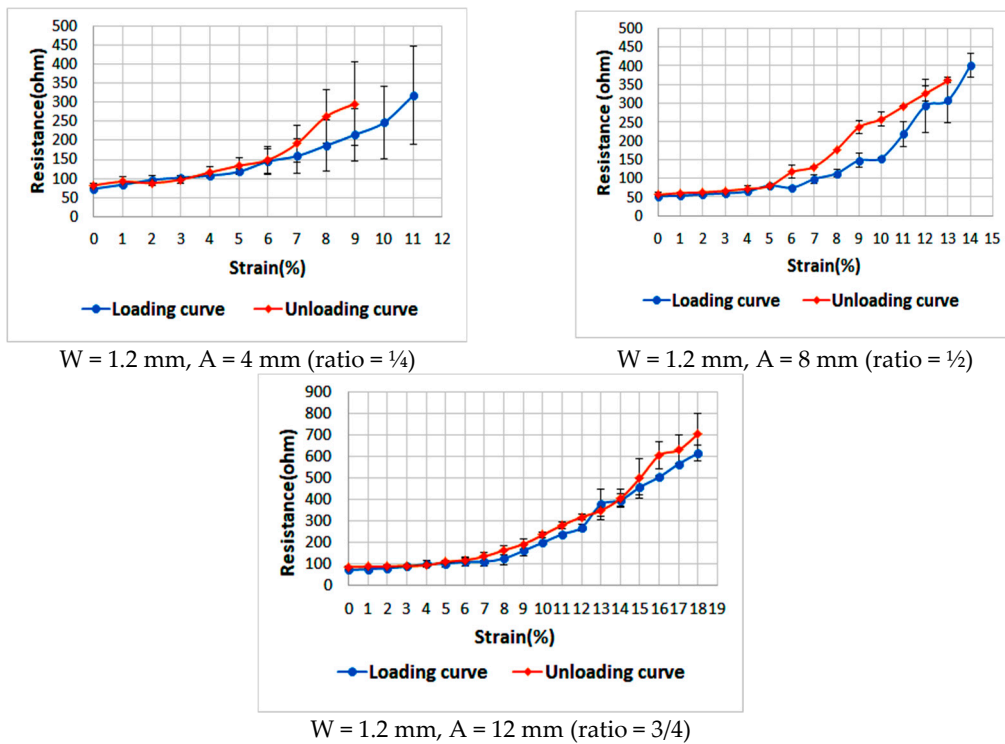 500
450
400
350
300
250
200
150
100
50
0
Resistance(ohm)
0 1 2 3 4 5 6 7 8 9 10 11 12
Strain(%)
Loading curve Unloading curve
W = 1.2 mm, A = 4 mm (ratio = ¼)
500
450
400
350
300
250
200
150
100
50
0
Resistance (ohm)
0 1 2 3 4 5 6 7 8 9 10 11 12 13 14 15
Strain(%)
Loading curve Unloading curve
W = 1.2 mm, A = 8 mm (ratio = ½)
900
800
700
600
500
400
300
200
100
0
Resistance(ohm)
0 1 2 3 4 5 6 7 8 9 10 11 12 13 14 15 16 17 18 19
Strain(%)
Loading curve Unloading curve
W = 1.2 mm, A = 12 mm (ratio = 3/4)